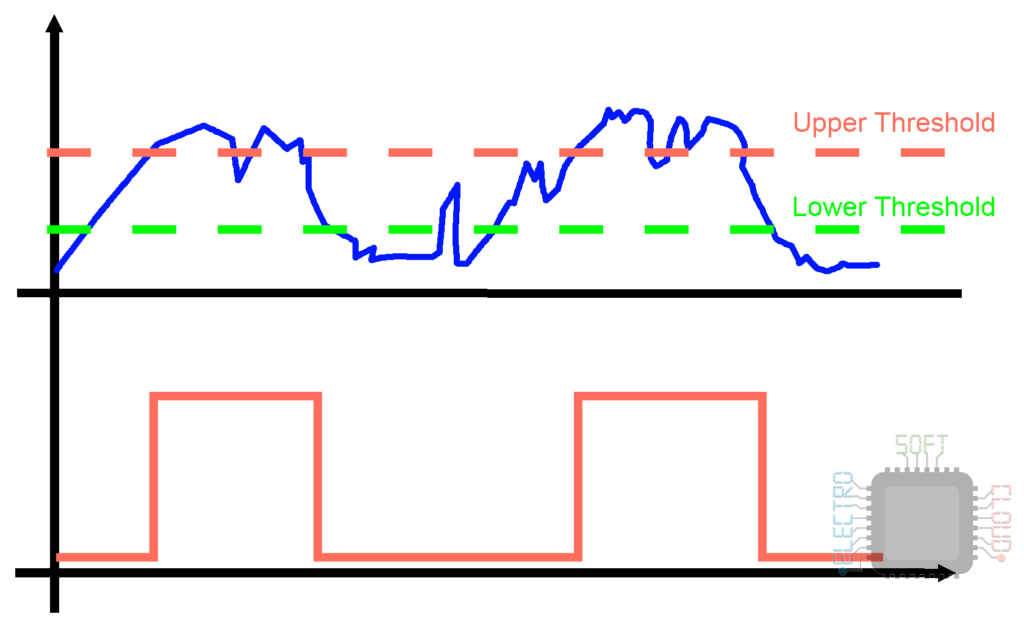 Upper Threshold
Lower Threshold
SOFT
ELECTRO
CLOUD